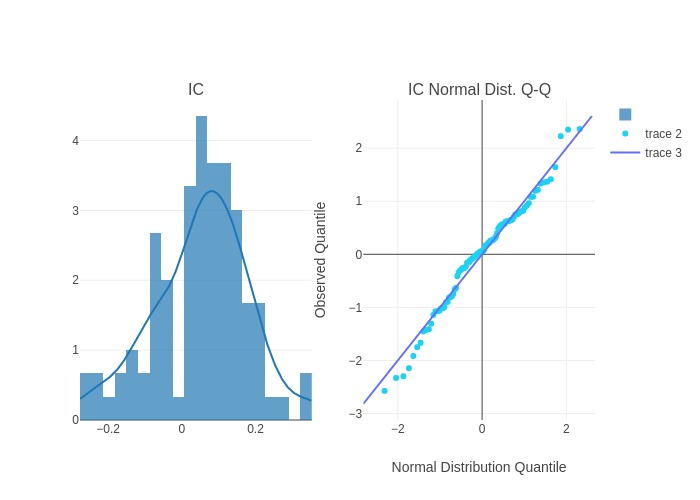 IC
IC Normal Dist. Q-Q
trace 2
trace 3
4
3
2
1
0
−0.2
0
0.2
Observed Quantile
2
1
0
−1
−2
−3
−2
0
2
Normal Distribution Quantile